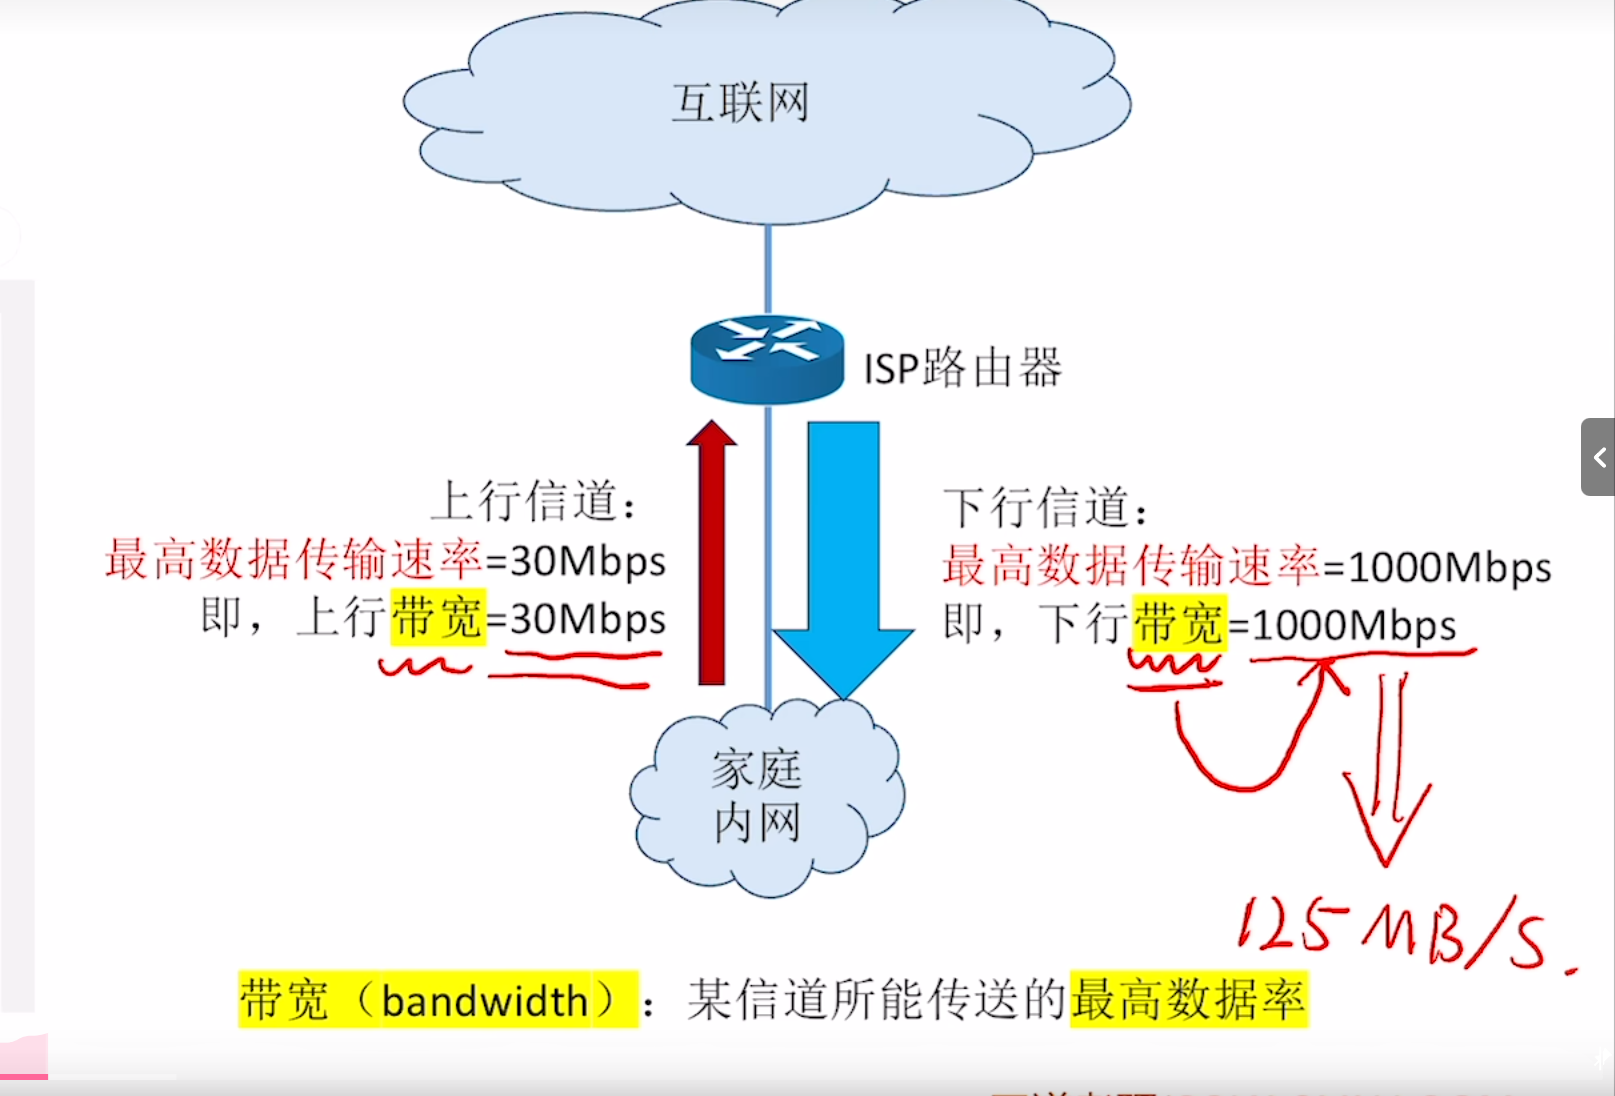 互联网
ISP路由器
上行信道：
最高数据传输速率=30Mbps
即，上行带宽=30Mbps
下行信道：
最高数据传输速率=1000Mbps
即，下行带宽=1000Mbps
家庭
内网
125MB/S.
带宽（bandwidth）：某信道所能传送的最高数据率